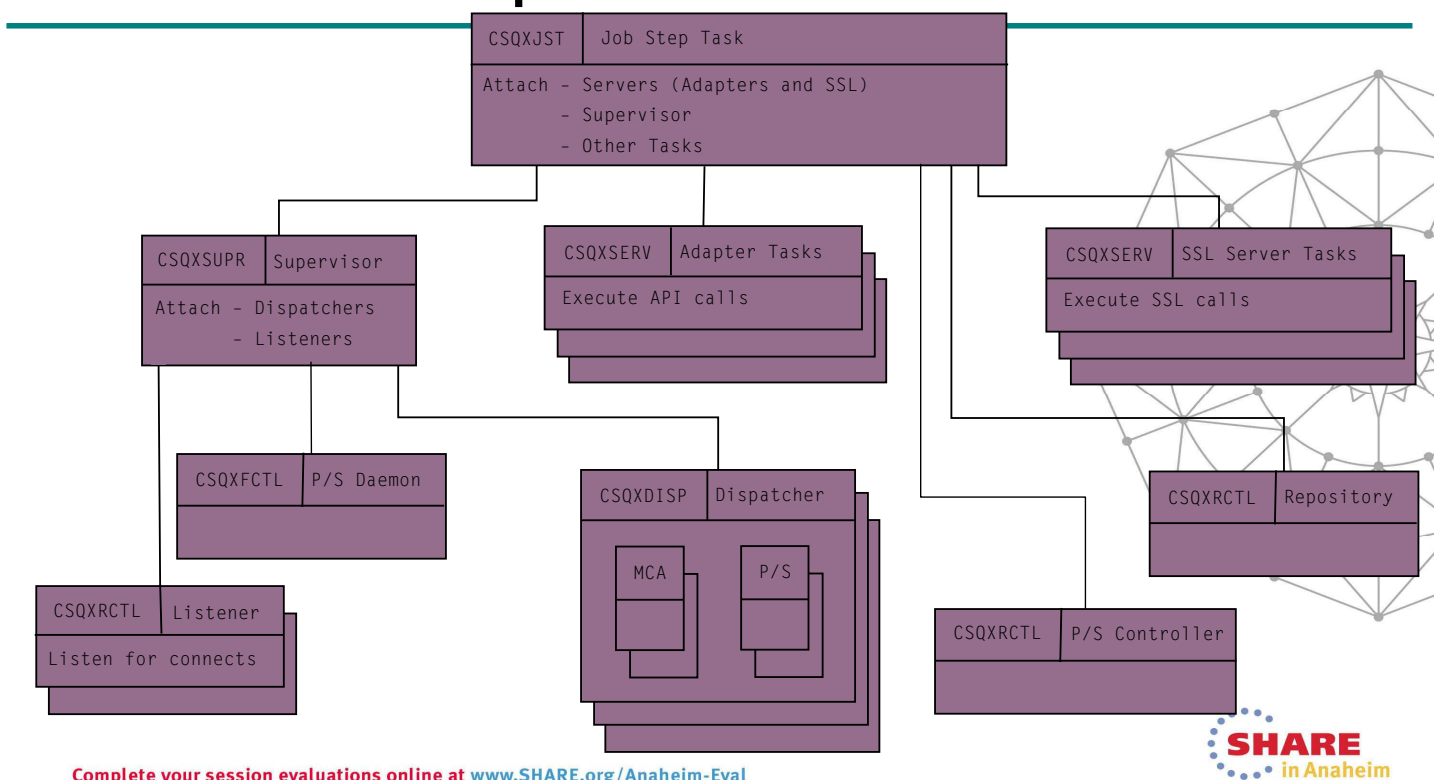 CSQXJST Job Step Task
Attach – Servers (Adapters and SSL)
– Supervisor
– Other Tasks
CSQXSUPR Supervisor
Attach – Dispatchers
– Listeners
CSQXSERV Adapter Tasks
Execute API calls
CSQXSERV SSL Server Tasks
Execute SSL calls
CSQXFCTL P/S Daemon
CSQXDISP Dispatcher
MCA
P/S
CSQXRCTL Repository
CSQXRCTL Listener
Listen for connects
CSQXRCTL P/S Controller
Complete your session evaluations online at www.SHARE.org/Anaheim-Eval
SHARE
in Anaheim